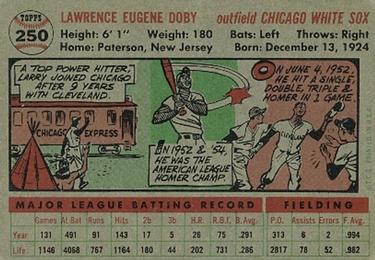 TOPPS
250
LAWRENCE EUGENE DOBY
outfield CHICAGO WHITE SOX
Height: 6' 1" Weight: 180 Bats: Left Throws: Right
Home: Paterson, New Jersey Born: December 13, 1924
A TOP POWER HITTER,
LARRY JOINED CHICAGO
AFTER 9 YEARS
WITH CLEVELAND.
CHICAGO EXPRESS
IN 1952 & '54,
HE WAS THE
AMERICAN LEAGUE
HOMER CHAMP
ON JUNE 4, 1952,
HE HIT A SINGLE,
DOUBLE, TRIPLE &
HOMER IN 1 GAME.
MAJOR LEAGUE BATTING RECORD
FIELDING
Games At Bat Runs Hits 2b 3b H.R. R.B.I. B.Avg. P.O. Assists Errors F.Avg.
Year 131 491 91 143 17 5 26 75 .291 313 6 2 .994
Life 1146 4068 767 1164 180 44 202 731 .286 2817 78 52 .982